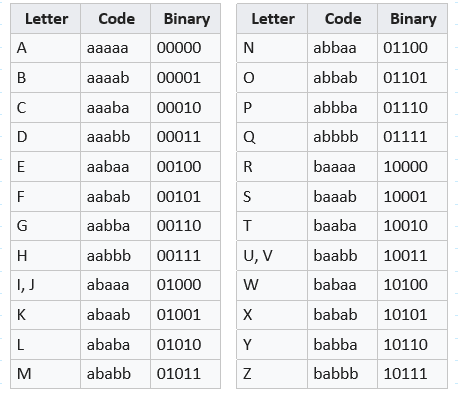 Letter Code Binary
A aaaaa 00000
B aaaab 00001
C aaaba 00010
D aaabb 00011
E aabaa 00100
F aabab 00101
G aabba 00110
H aabbb 00111
I, J abaaa 01000
K abaab 01001
L ababa 01010
M ababb 01011
Letter Code Binary
N abbaa 01100
O abbab 01101
P abbba 01110
Q abbbb 01111
R baaaa 10000
S baaab 10001
T baaba 10010
U, V baabb 10011
W babaa 10100
X babab 10101
Y babba 10110
Z babbb 10111